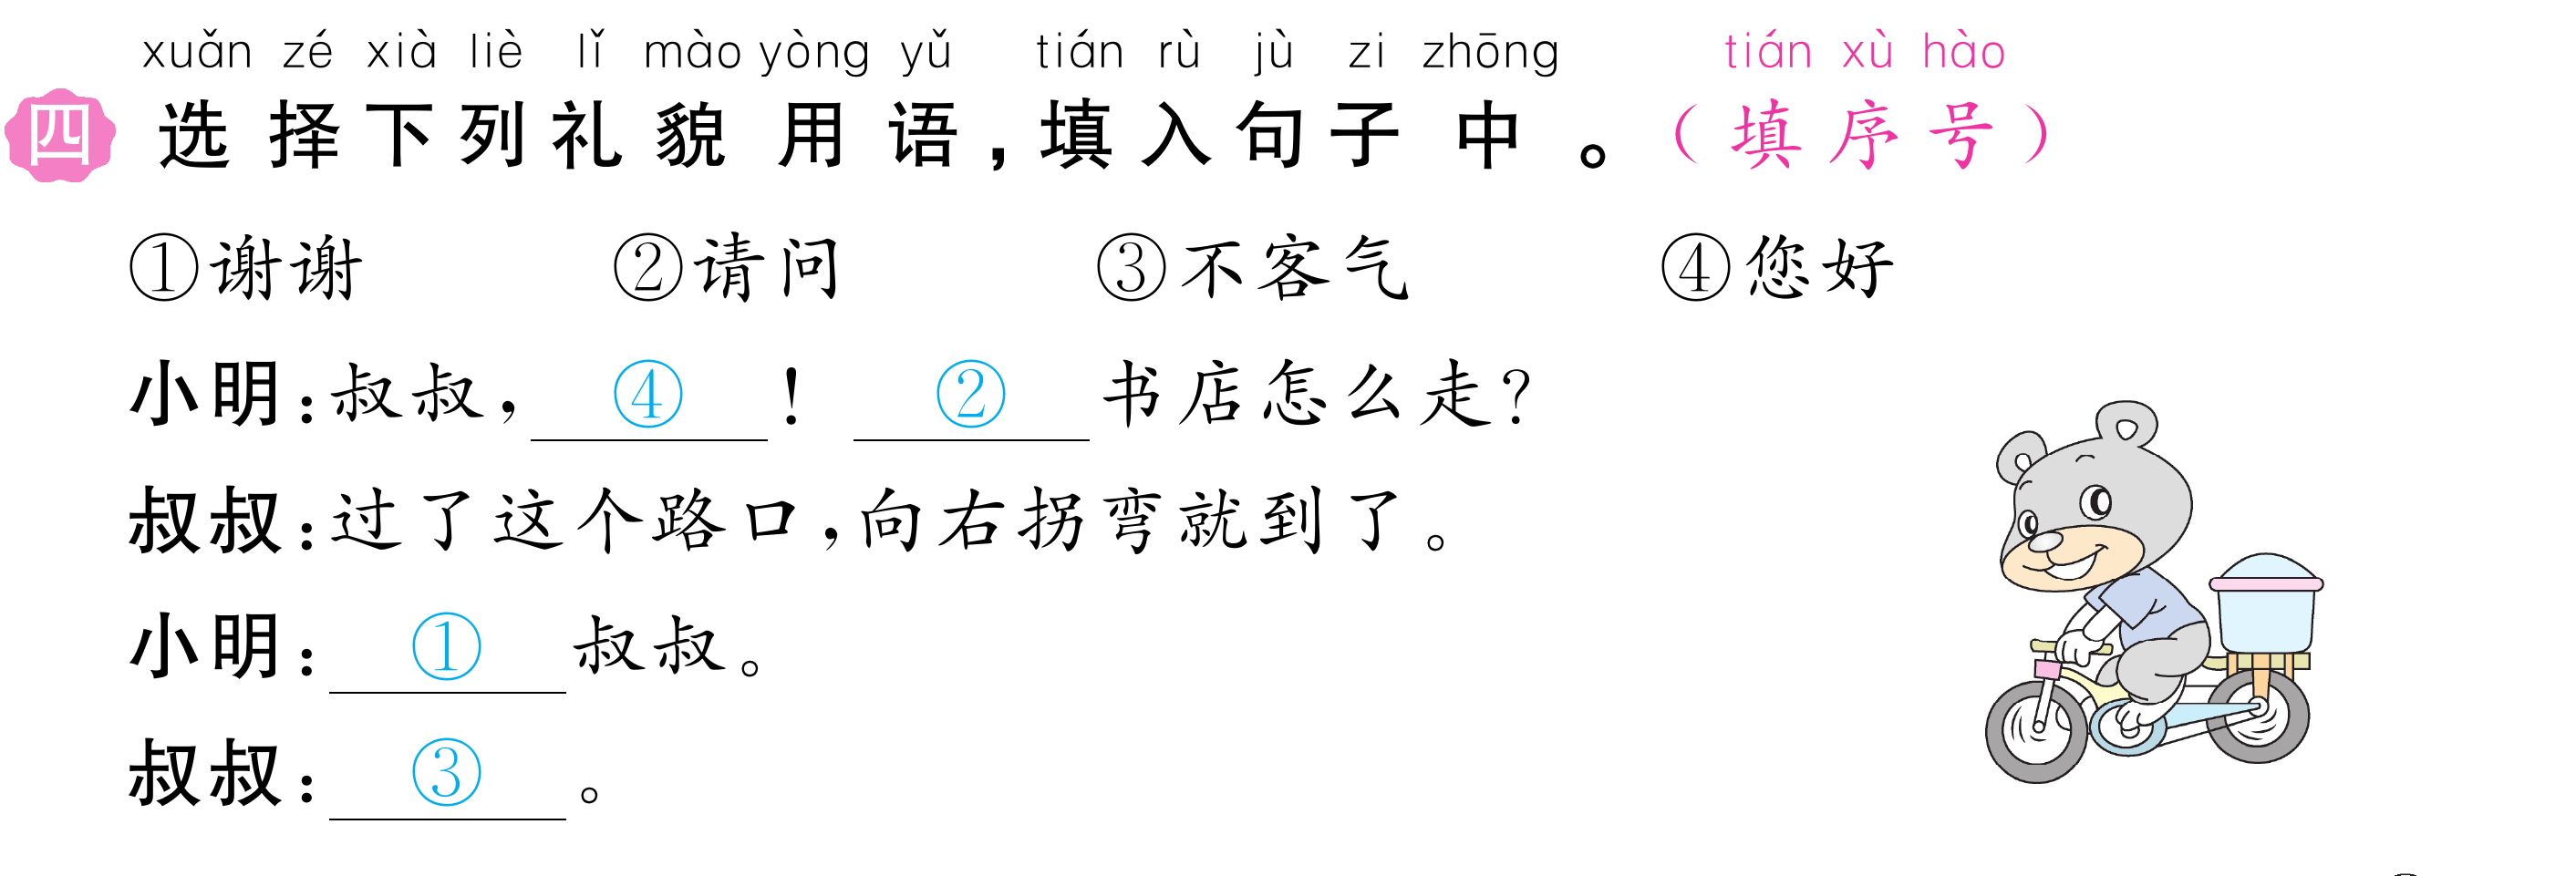 xuǎn zé xià liè lǐ mào yòng yǔ tián rù jù zi zhōng tián xù hào
四 选择下列礼貌用语,填入句子中。(填序号)
①谢谢 ②请问 ③不客气 ④您好
小明:叔叔, ④ ! ② 书店怎么走?
叔叔:过了这个路口,向右拐弯就到了。
小明: ① 叔叔。
叔叔: ③ 。